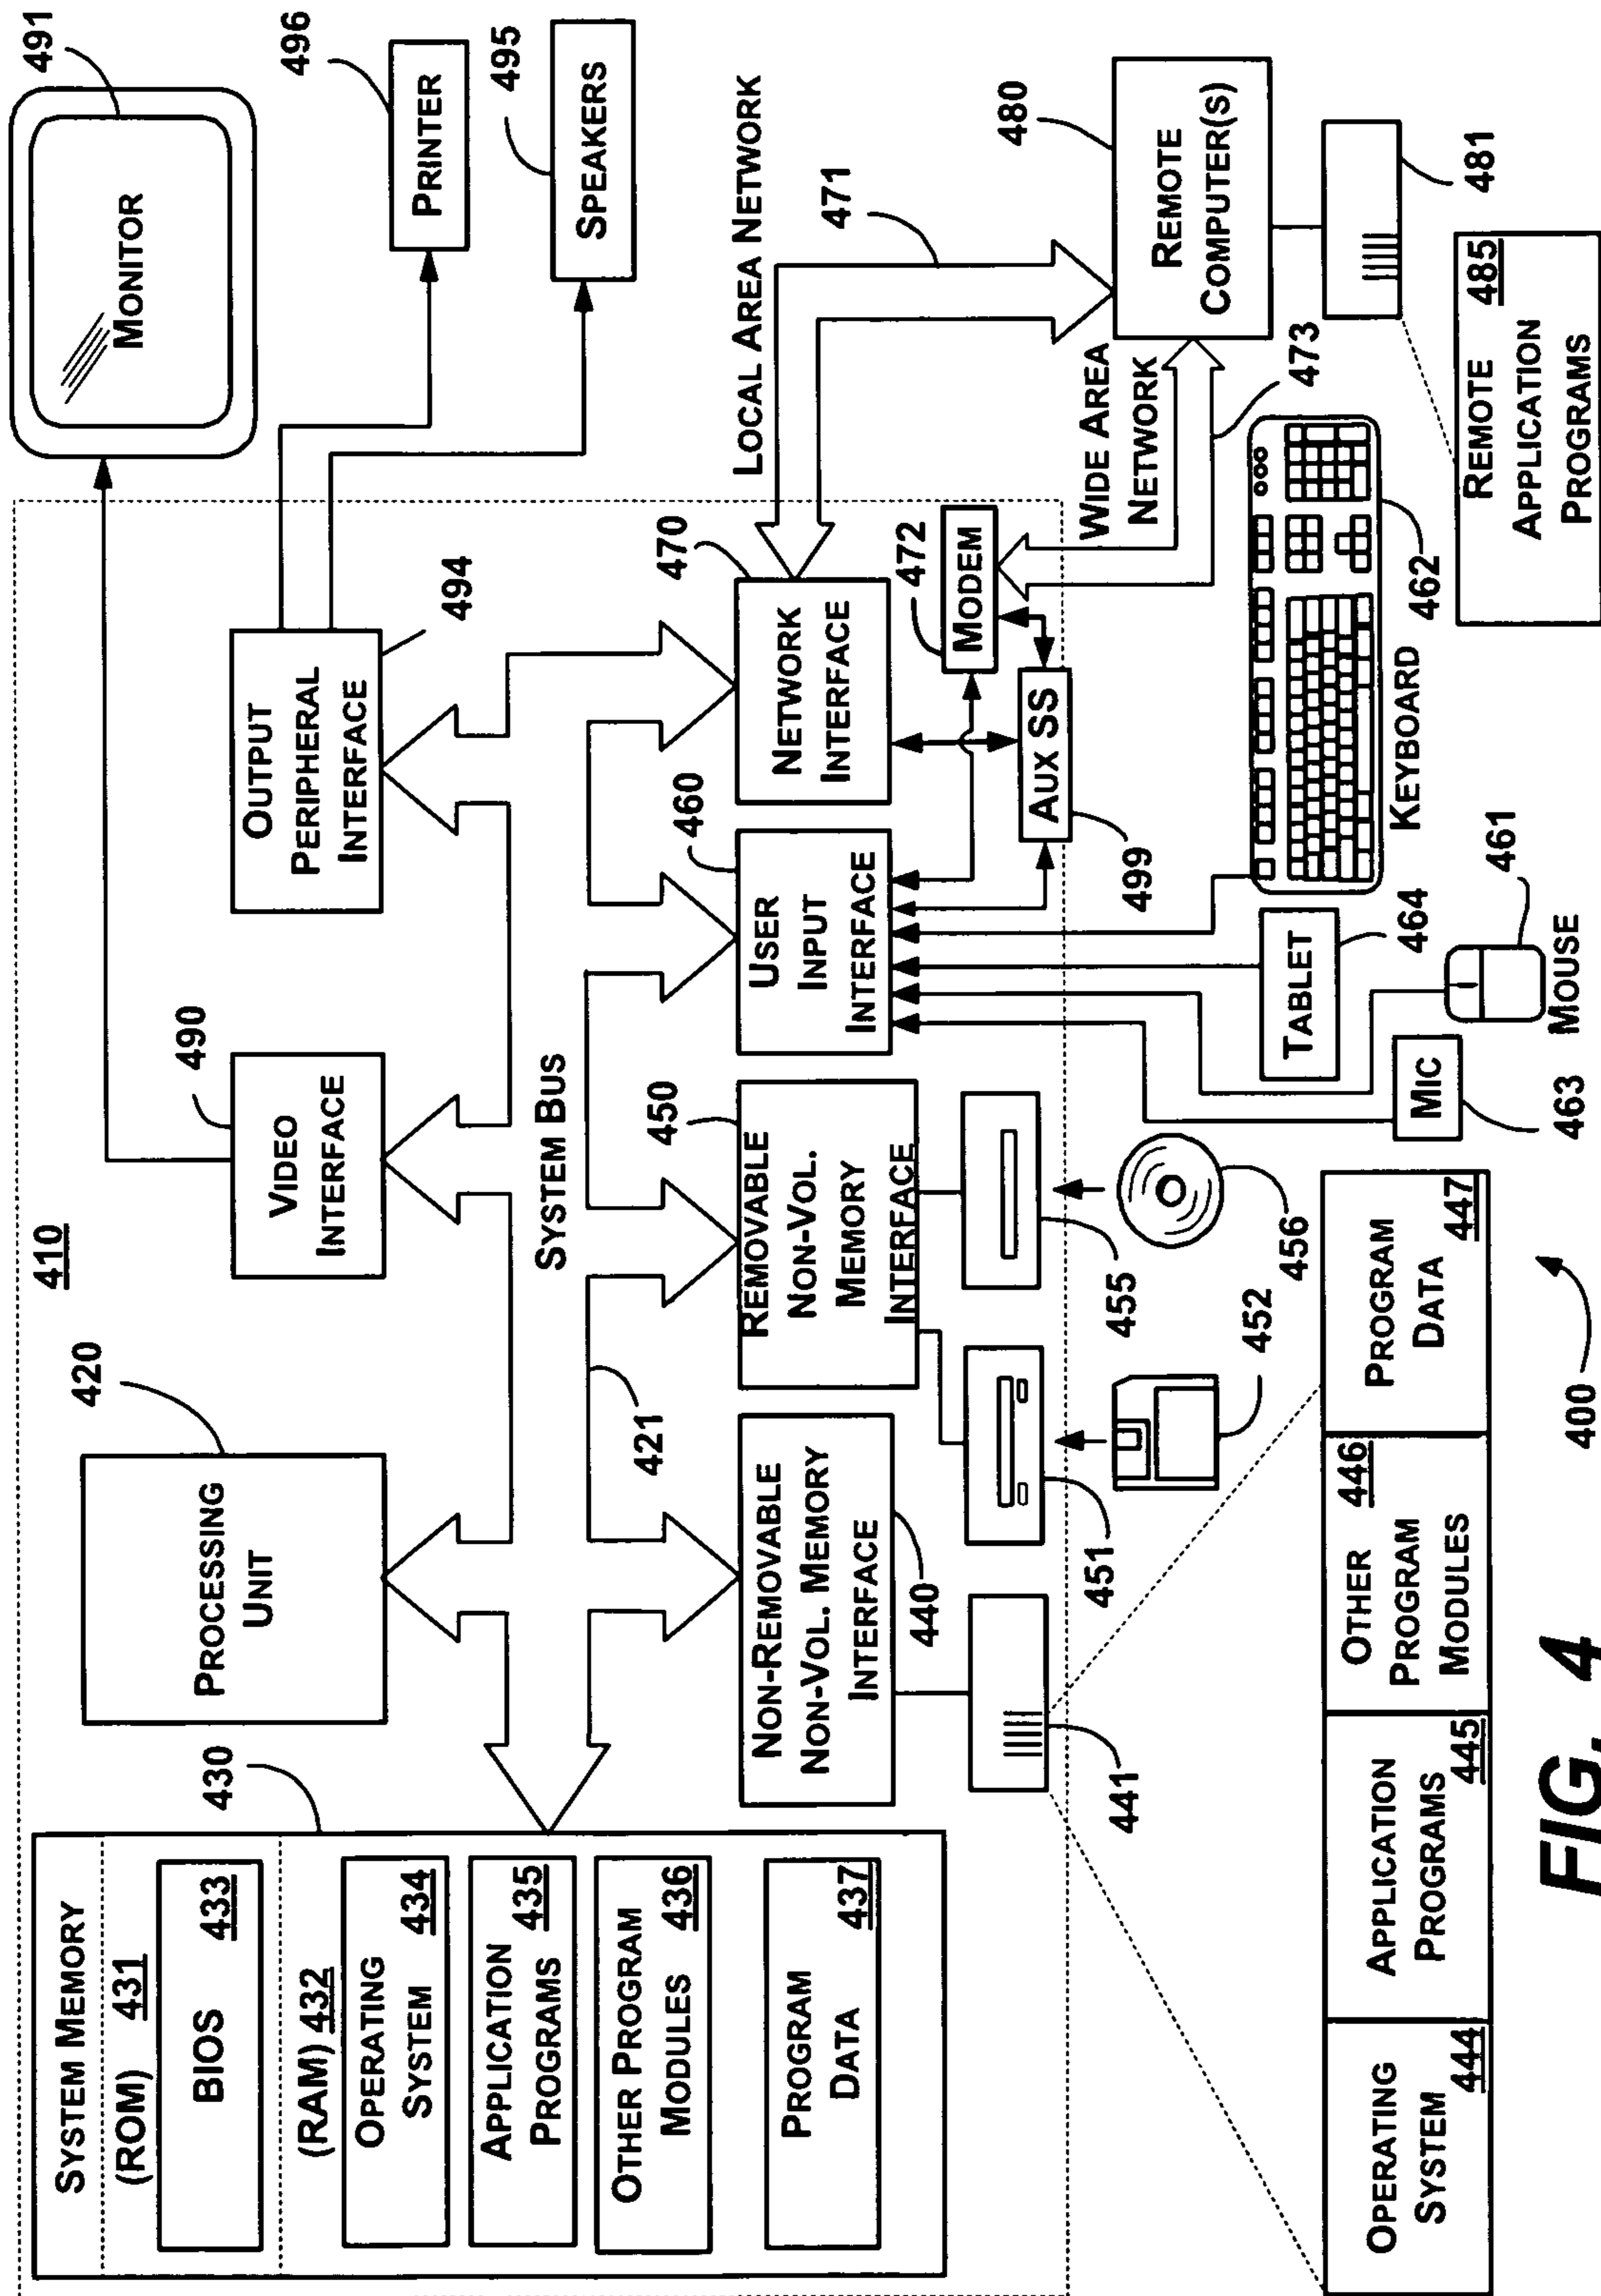 410
SYSTEM MEMORY
(ROM) 431
BIOS 433
(RAM) 432
OPERATING
SYSTEM 434
APPLICATION
PROGRAMS 435
OTHER PROGRAM
MODULES 436
PROGRAM
DATA 437
430
PROCESSING
UNIT
420
VIDEO
INTERFACE
490
OUTPUT
PERIPHERAL
INTERFACE
494
MONITOR
491
PRINTER
496
SPEAKERS
495
SYSTEM BUS
421
NON-REMOVABLE
NON-VOL. MEMORY
INTERFACE
440
REMOVABLE
NON-VOL.
MEMORY
INTERFACE
450
USER
INPUT
INTERFACE
460
NETWORK
INTERFACE
470
LOCAL AREA NETWORK
471
MODEM
472
AUX SS
499
WIDE AREA
NETWORK
473
REMOTE
COMPUTER(S)
480
481
REMOTE 485
APPLICATION
PROGRAMS
441
451
452
455
456
MIC
463
TABLET
464
MOUSE
461
KEYBOARD
462
OPERATING
SYSTEM 444
APPLICATION
PROGRAMS 445
OTHER 446
PROGRAM
MODULES
PROGRAM
DATA 447
400
FIG. 4